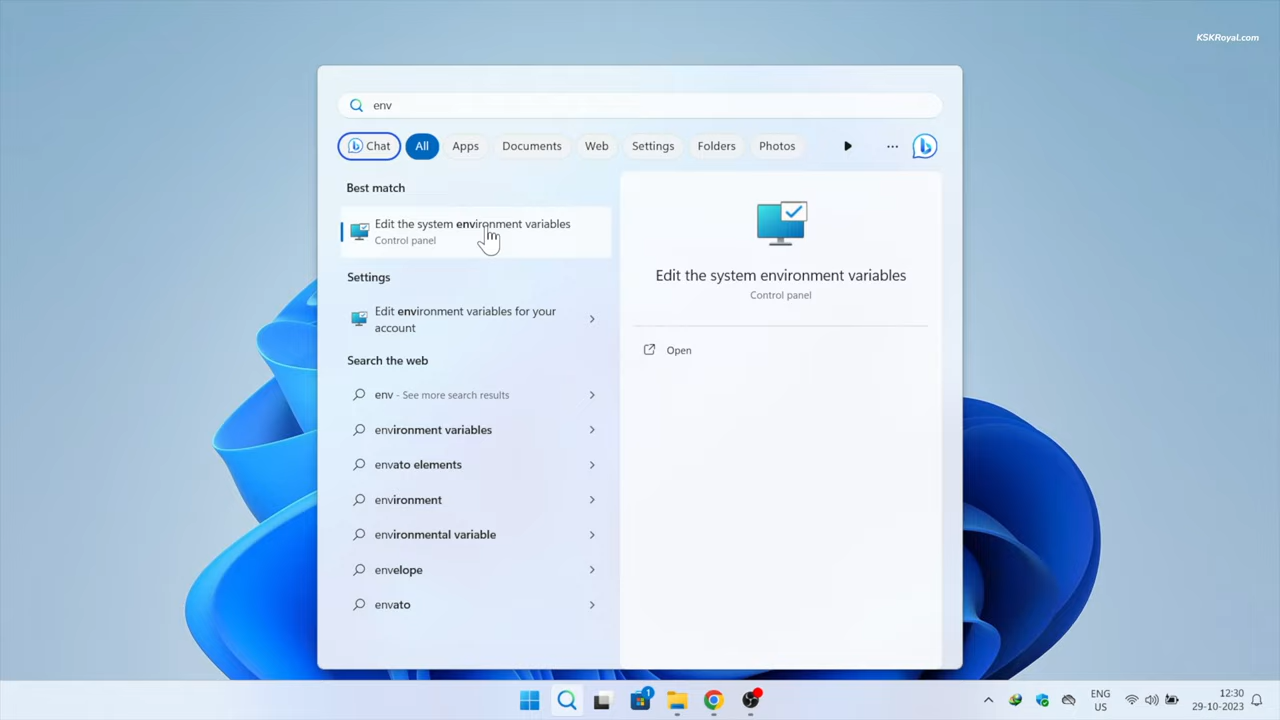 KSKRoyal.com
env
Chat
All
Apps
Documents
Web
Settings
Folders
Photos
...
Best match
Edit the system environment variables
Control panel
Settings
Edit environment variables for your
account
Search the web
env - See more search results
environment variables
envato elements
environment
environmental variable
envelope
envato
Edit the system environment variables
Control panel
Open
1
ENG
US
12:30
29-10-2023